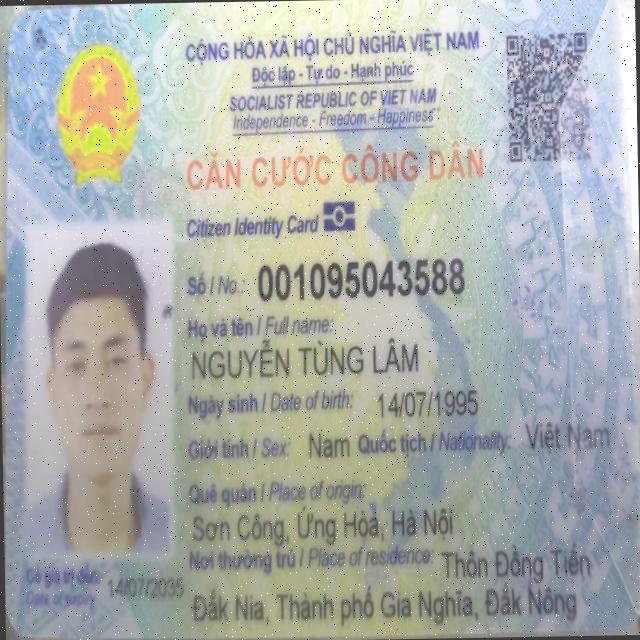 CỘNG HÒA XÃ HỘI CHỦ NGHĨA VIỆT NAM
Độc lập - Tự do - Hạnh phúc
SOCIALIST REPUBLIC OF VIET NAM
Independence - Freedom - Happiness
CĂN CƯỚC CÔNG DÂN
Citizen Identity Card
Số / No.: 001095043588
Họ và tên / Full name:
NGUYỄN TÙNG LÂM
Ngày sinh / Date of birth: 14/07/1995
Giới tính / Sex: Nam Quốc tịch / Nationality: Việt Nam
Quê quán / Place of origin:
Sơn Công, Ứng Hòa, Hà Nội
Nơi thường trú / Place of residence: Thôn Đồng Tiến
Đắk Nia, Thành phố Gia Nghĩa, Đắk Nông
Có giá trị đến: 14/07/2035
Date of expiry